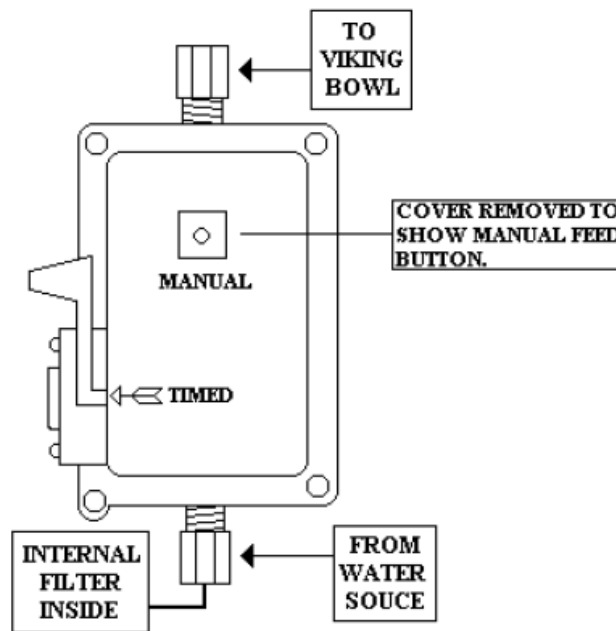 TO
VIKING
BOWL
COVER REMOVED TO
SHOW MANUAL FEED
BUTTON.
MANUAL
TIMED
INTERNAL
FILTER
INSIDE
FROM
WATER
SOUCE